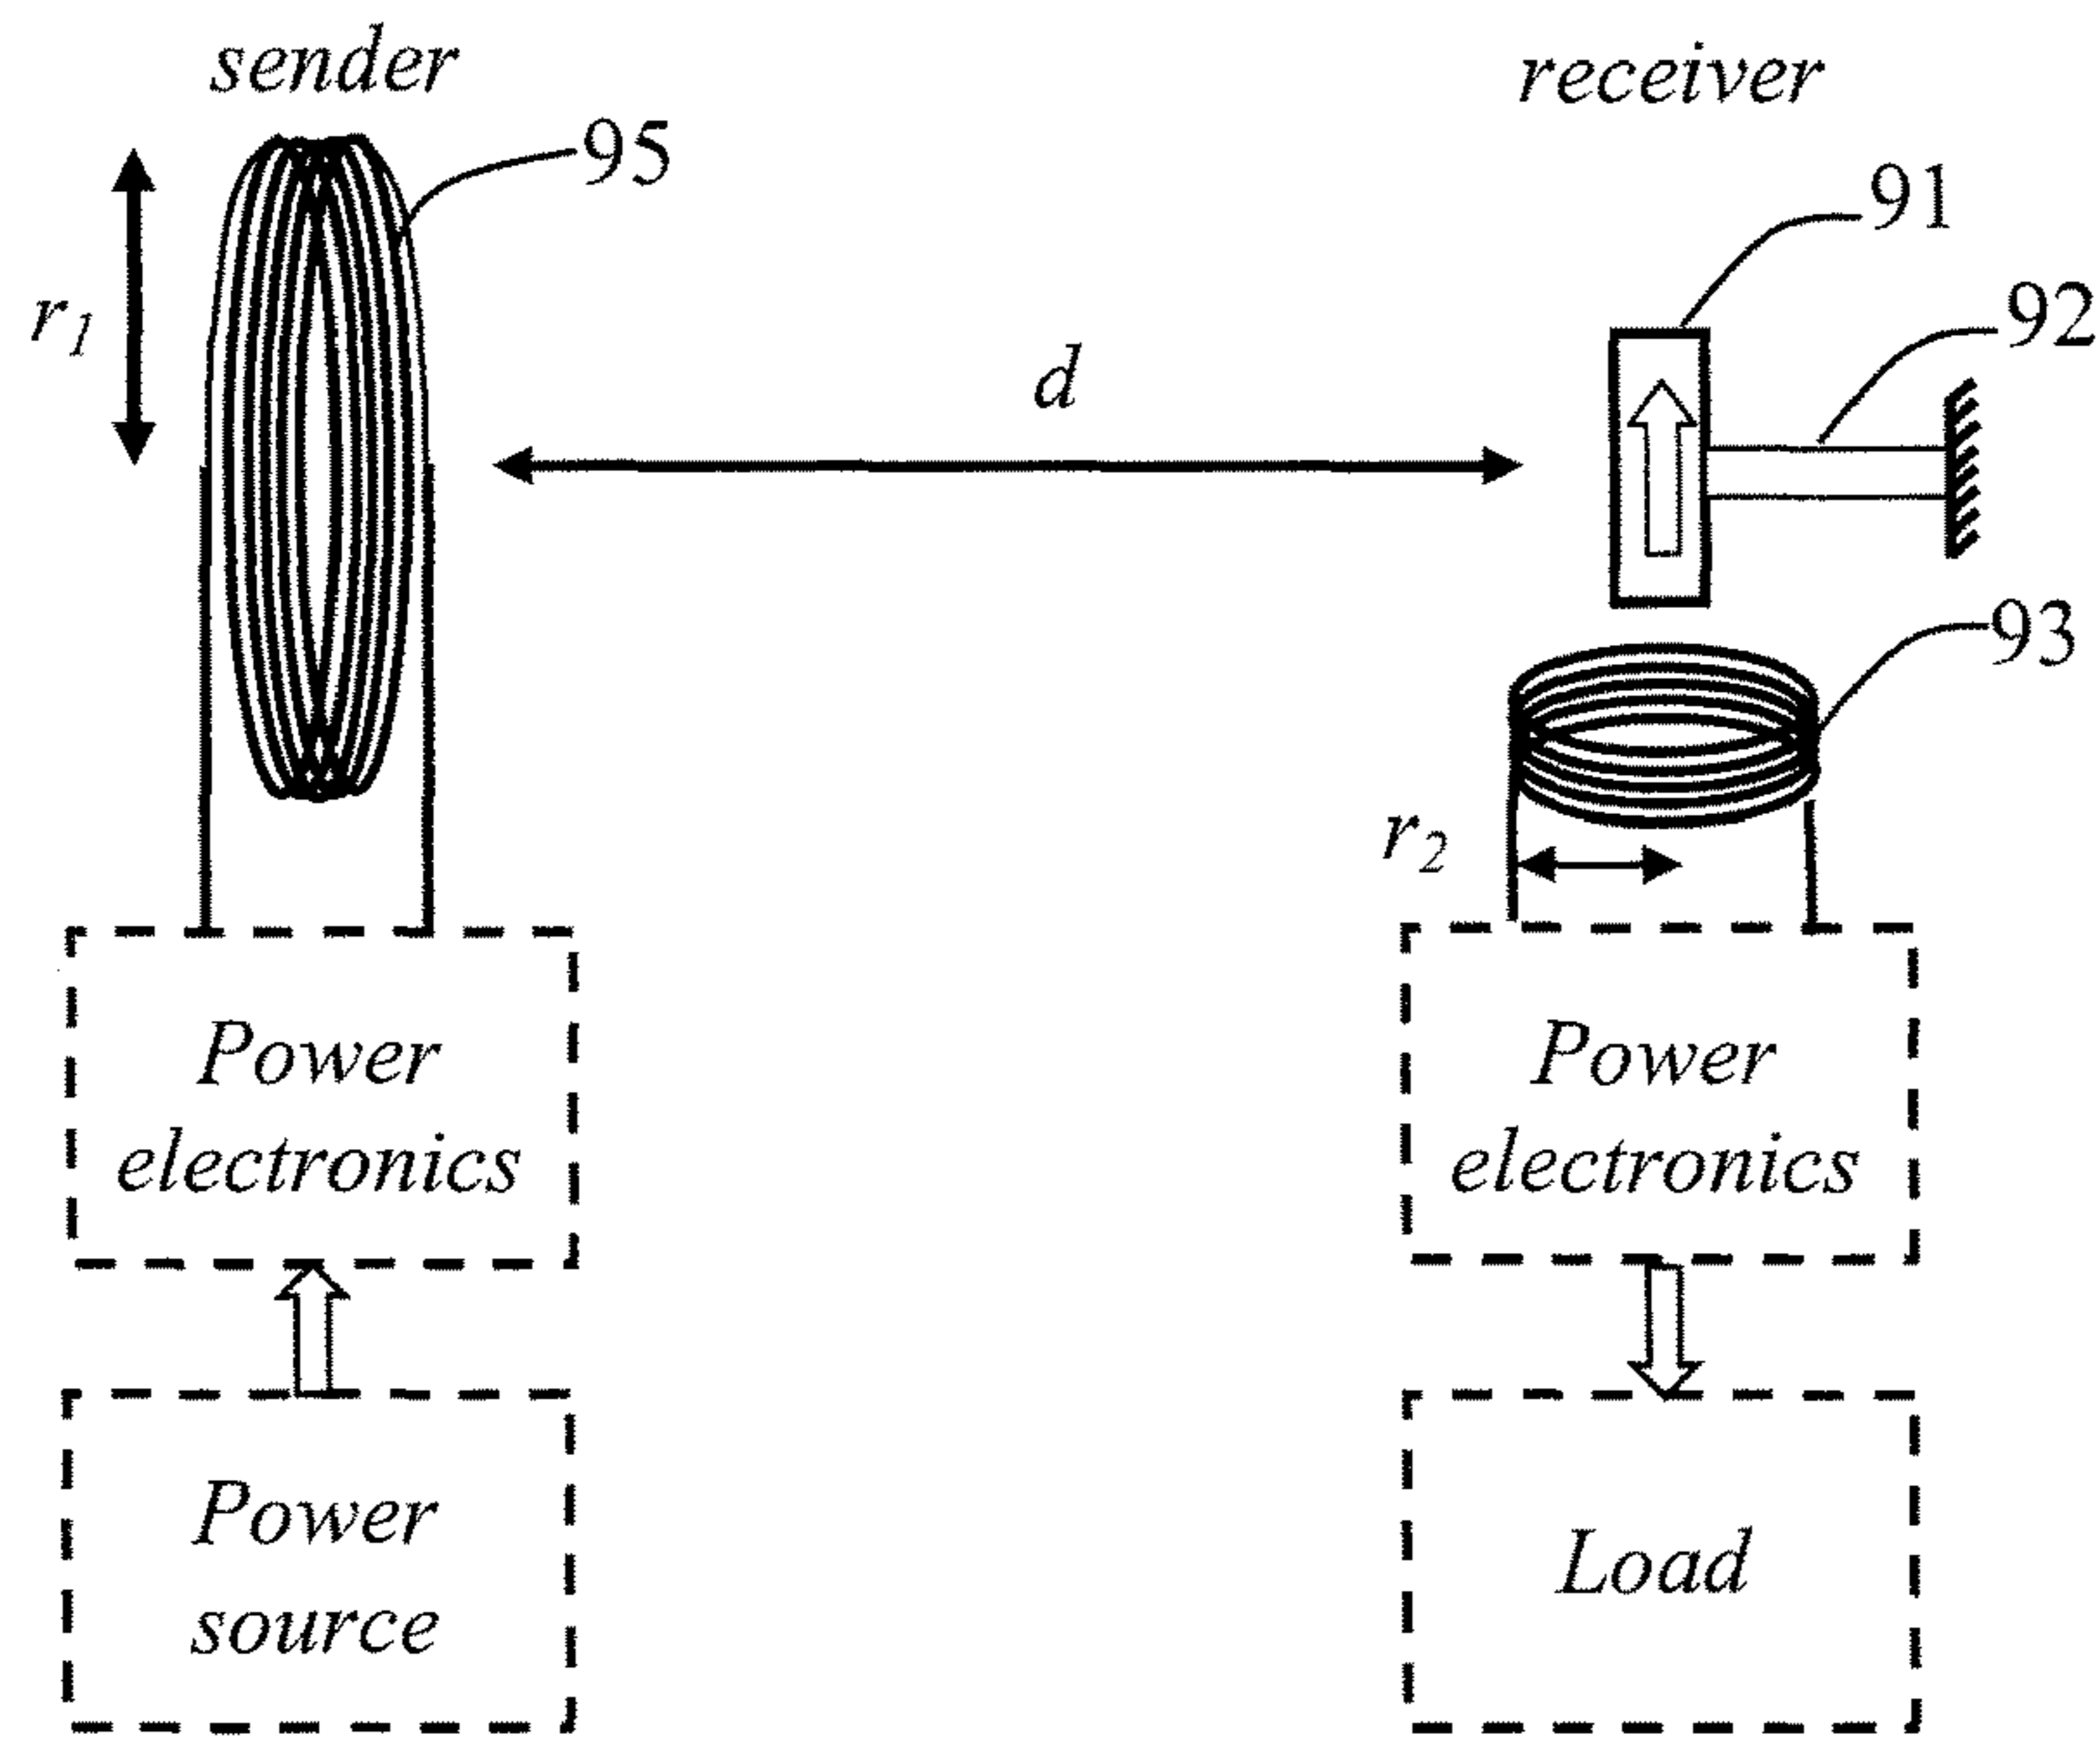 sender
receiver
95
91
r1
92
d
93
r2
Power
electronics
Power
electronics
Power
source
Load